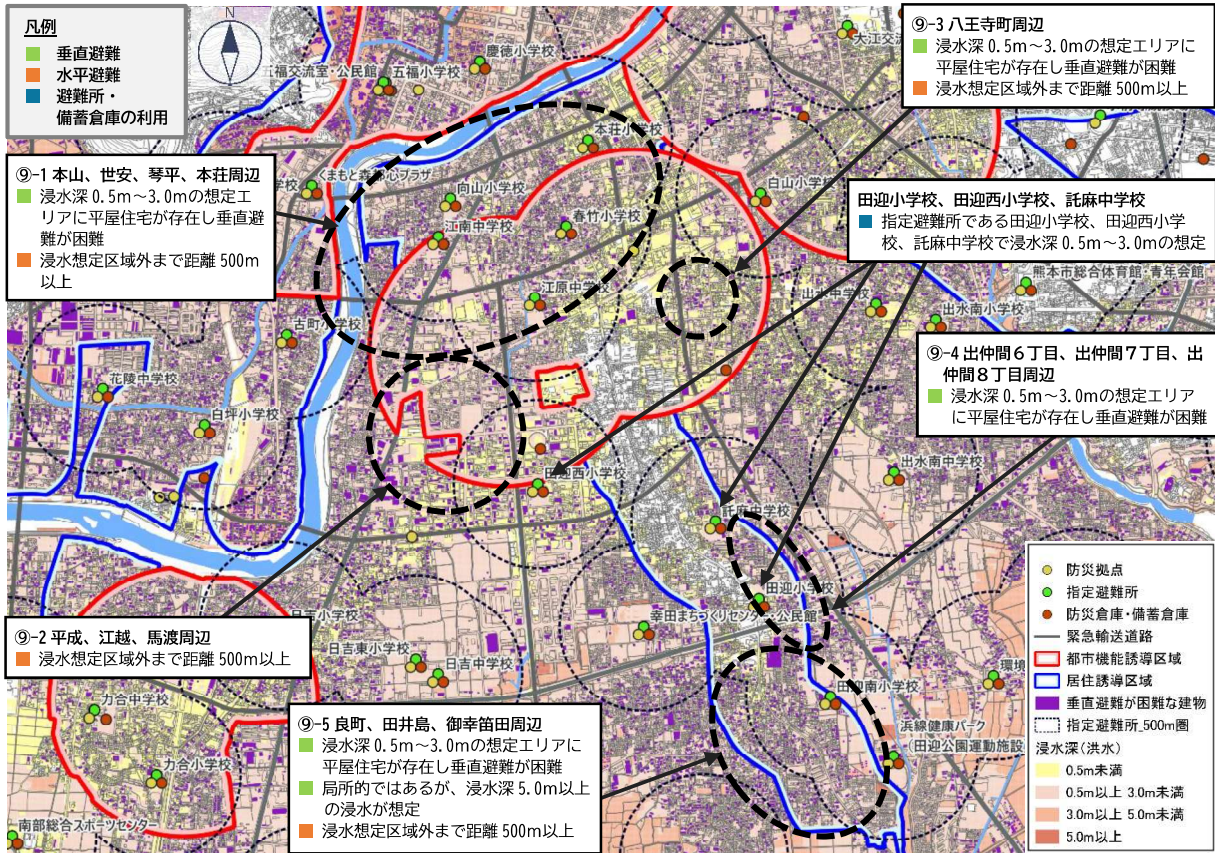 凡例
垂直避難
水平避難
避難所・
備蓄倉庫の利用
N
⑨-3 八王寺町周辺
浸水深 0.5m～3.0mの想定エリアに
平屋住宅が存在し垂直避難が困難
浸水想定区域外まで距離 500m以上
⑨-1 本山、世安、琴平、本荘周辺
浸水深 0.5m～3.0mの想定エ
リアに平屋住宅が存在し垂直避
難が困難
浸水想定区域外まで距離 500m
以上
田迎小学校、田迎西小学校、託麻中学校
指定避難所である田迎小学校、田迎西小学
校、託麻中学校で浸水深 0.5m～3.0mの想定
⑨-4 出仲間６丁目、出仲間７丁目、出
仲間８丁目周辺
浸水深 0.5m～3.0mの想定エリア
に平屋住宅が存在し垂直避難が困難
⑨-2 平成、江越、馬渡周辺
浸水想定区域外まで距離 500m以上
⑨-5 良町、田井島、御幸笛田周辺
浸水深 0.5m～3.0mの想定エリアに
平屋住宅が存在し垂直避難が困難
局所的ではあるが、浸水深 5.0m以上
の浸水が想定
浸水想定区域外まで距離 500m以上
慶徳小学校
五福交流室・公民館
五福小学校
大江交流
本荘小学校
くまもと森都心プラザ
向山小学校
白山小学校
春竹小学校
江南中学校
江原中学校
出水中学校
熊本市総合体育館・青年会館
出水南小学校
古町小学校
花陵中学校
白坪小学校
田迎西小学校
出水南中学校
託麻中学校
田迎小学校
幸田まちづくりセンター・公民館
日吉小学校
日吉東小学校
日吉中学校
田迎南小学校
環境
浜線健康パーク
(田迎公園運動施設
力合中学校
力合小学校
南部総合スポーツセンター
防災拠点
指定避難所
防災倉庫・備蓄倉庫
緊急輸送道路
都市機能誘導区域
居住誘導区域
垂直避難が困難な建物
指定避難所_500m圏
浸水深(洪水)
0.5m未満
0.5m以上 3.0m未満
3.0m以上 5.0m未満
5.0m以上